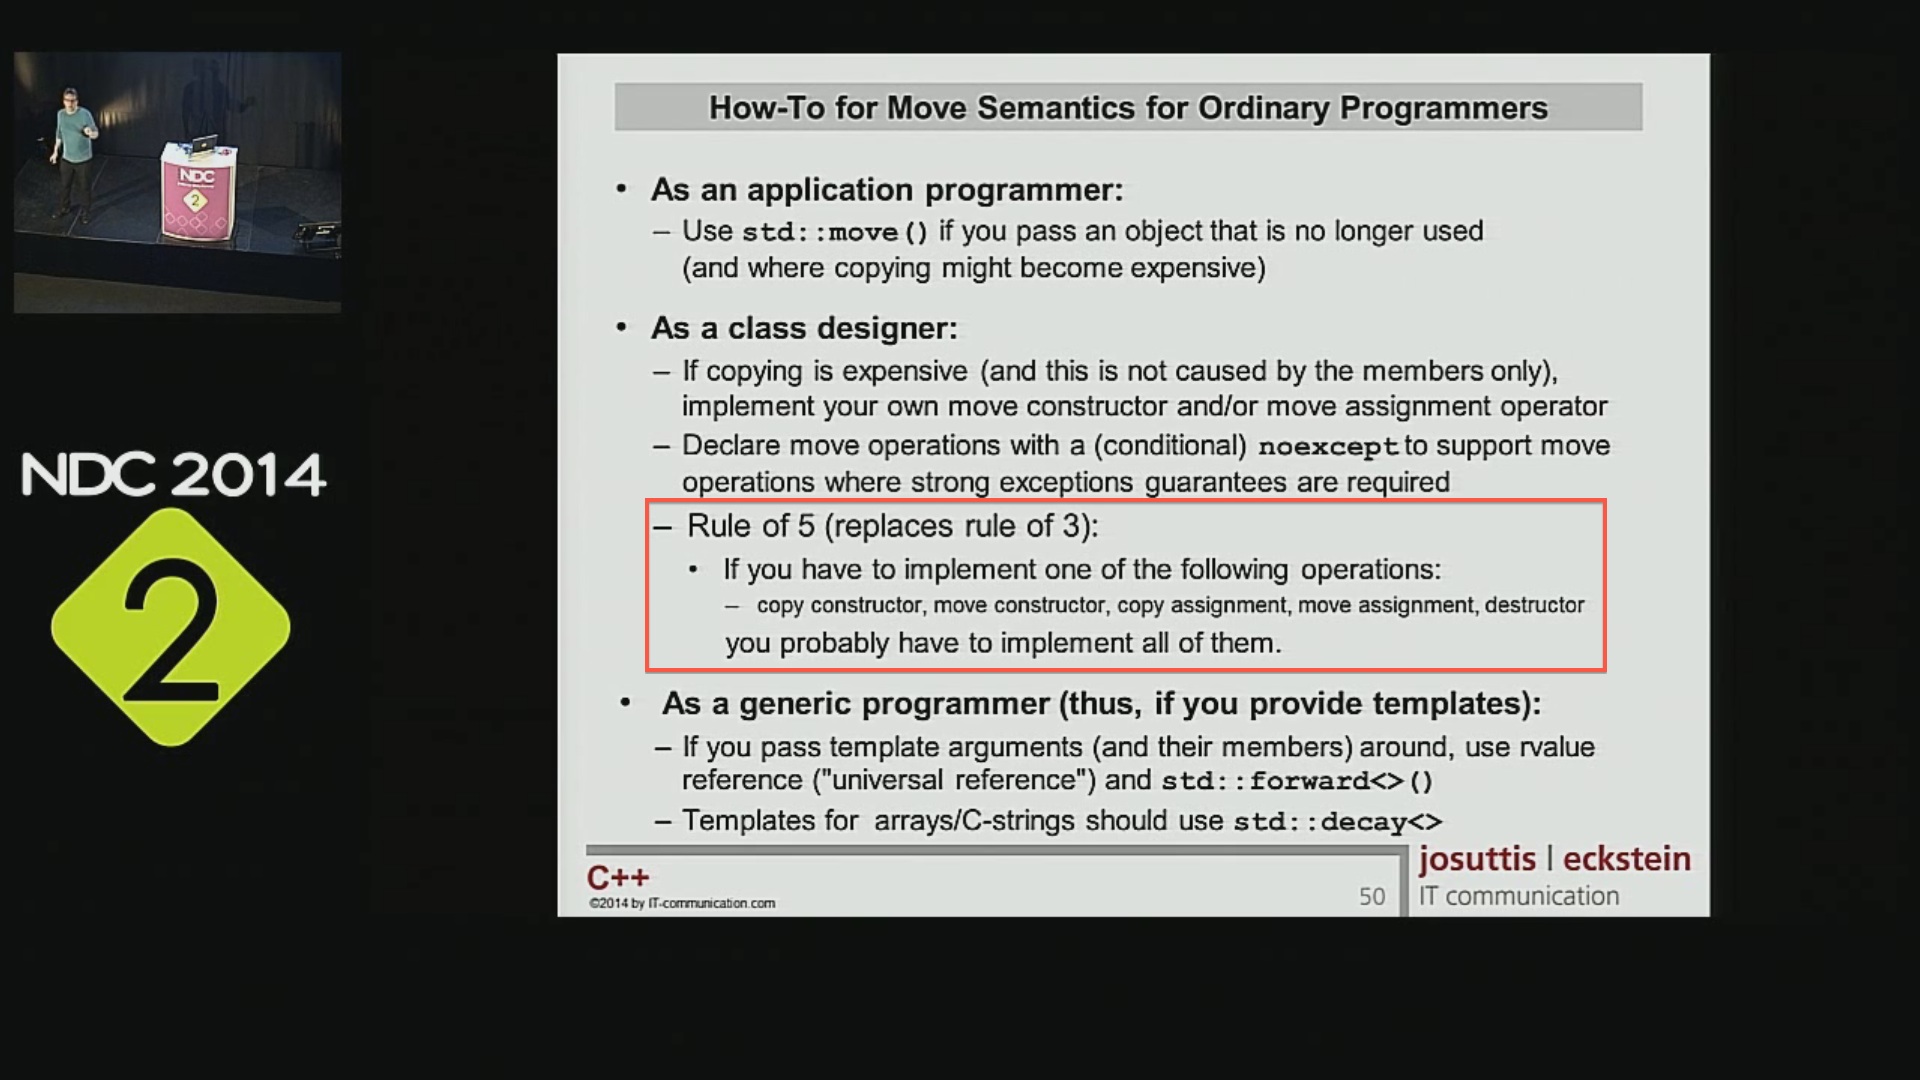 NDC
2
NDC 2014
2
How-To for Move Semantics for Ordinary Programmers
• As an application programmer:
– Use std::move() if you pass an object that is no longer used
(and where copying might become expensive)
• As a class designer:
– If copying is expensive (and this is not caused by the members only),
implement your own move constructor and/or move assignment operator
– Declare move operations with a (conditional) noexcept to support move
operations where strong exceptions guarantees are required
– Rule of 5 (replaces rule of 3):
• If you have to implement one of the following operations:
– copy constructor, move constructor, copy assignment, move assignment, destructor
you probably have to implement all of them.
• As a generic programmer (thus, if you provide templates):
– If you pass template arguments (and their members) around, use rvalue
reference ("universal reference") and std::forward<>()
– Templates for arrays/C-strings should use std::decay<>
C++
©2014 by IT-communication.com
50
josuttis | eckstein
IT communication